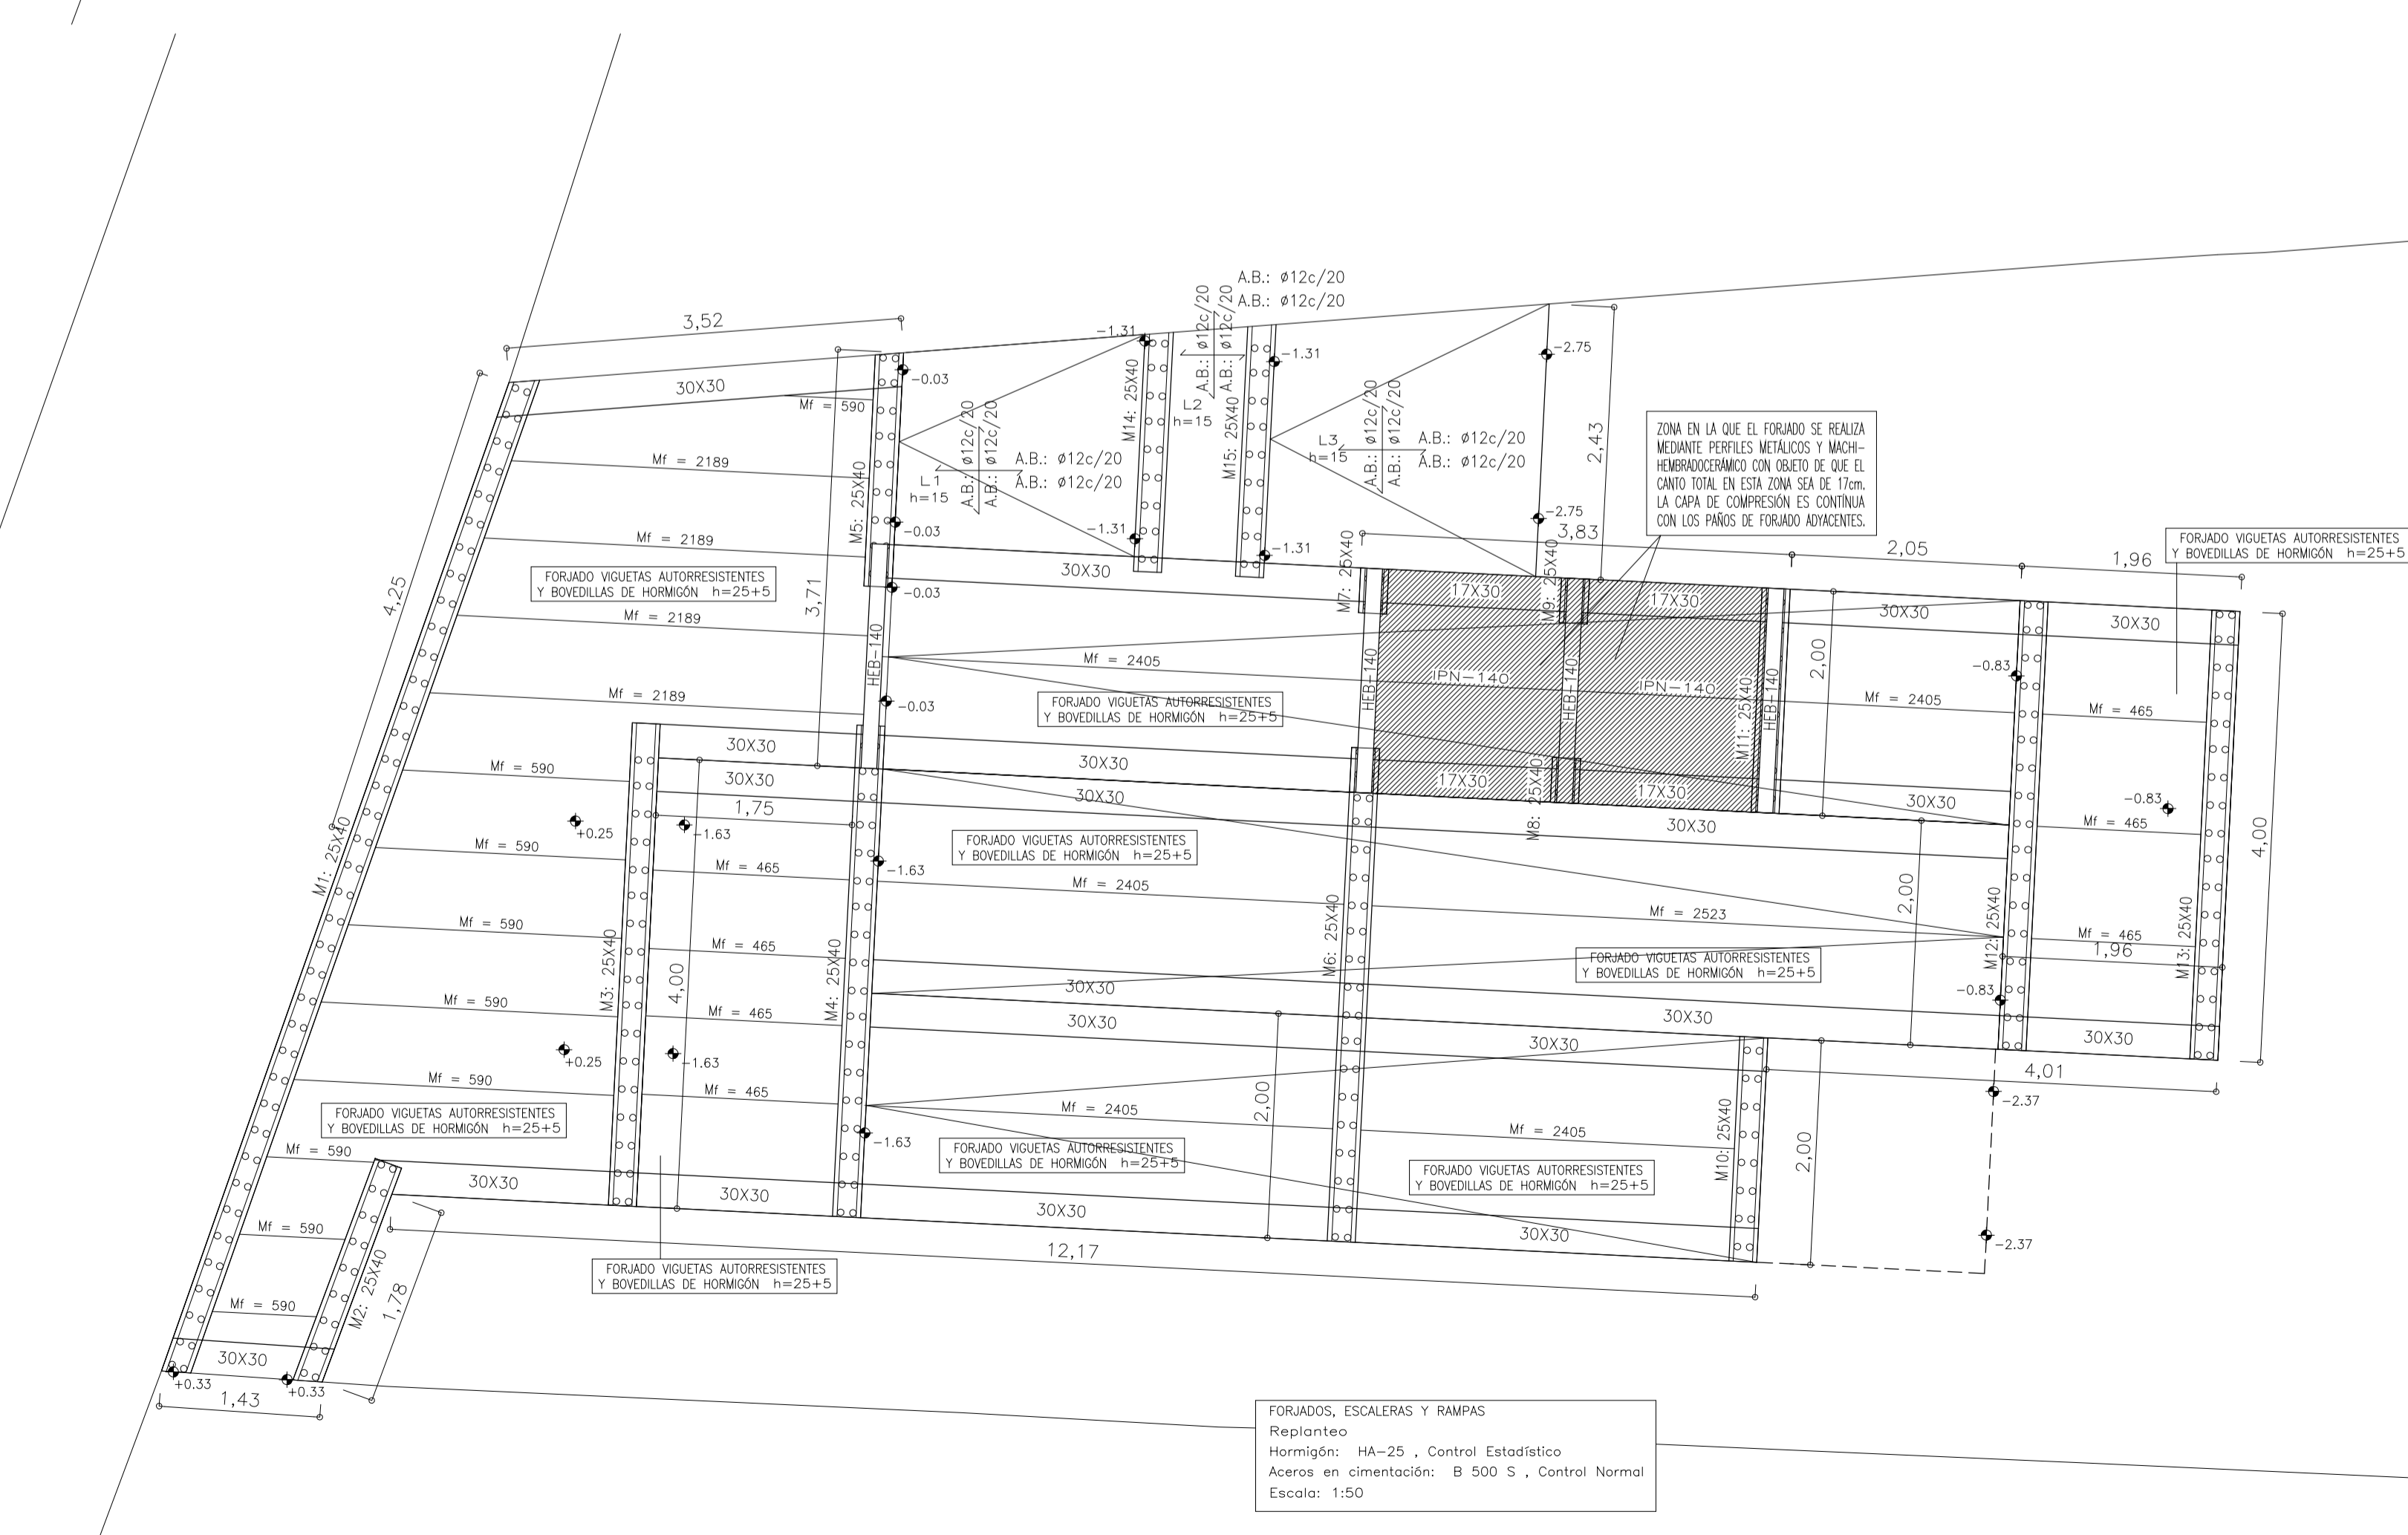 A.B.: ø12c/20
A.B.: ø12c/20
A.B.: ø12c/20
A.B.: ø12c/20
3,52
-1.31
-1.31
-2.75
30X30
-0.03
Mf = 590
M14: 25X40
L2
h=15
M15: 25X40
2,43
ZONA EN LA QUE EL FORJADO SE REALIZA
MEDIANTE PERFILES METÁLICOS Y MACHI-
HEMBRADOCERÁMICO CON OBJETO DE QUE EL
CANTO TOTAL EN ESTA ZONA SEA DE 17cm.
LA CAPA DE COMPRESIÓN ES CONTÍNUA
CON LOS PAÑOS DE FORJADO ADYACENTES.
Mf = 2189
M5: 25X40
L1
h=15
A.B.: ø12c/20
A.B.: ø12c/20
A.B.: ø12c/20
A.B.: ø12c/20
L3
h=15
A.B.: ø12c/20
A.B.: ø12c/20
A.B.: ø12c/20
A.B.: ø12c/20
-2.75
-1.31
-0.03
-1.31
3,83
2,05
1,96
FORJADO VIGUETAS AUTORRESISTENTES
Y BOVEDILLAS DE HORMIGÓN h=25+5
Mf = 2189
4,25
FORJADO VIGUETAS AUTORRESISTENTES
Y BOVEDILLAS DE HORMIGÓN h=25+5
3,71
-0.03
30X30
M7: 25X40
17X30
M9: 25X40
17X30
30X30
30X30
Mf = 2189
HEB-140
Mf = 2405
HEB-140
IPN-140
HEB-140
IPN-140
M11: 25X40
HEB-140
2,00
-0.83
Mf = 2405
Mf = 465
Mf = 2189
-0.03
FORJADO VIGUETAS AUTORRESISTENTES
Y BOVEDILLAS DE HORMIGÓN h=25+5
30X30
30X30
30X30
30X30
17X30
M8: 25X40
17X30
30X30
30X30
-0.83
Mf = 465
4,00
Mf = 590
1,75
+0.25
-1.63
M1: 25X40
Mf = 590
Mf = 465
-1.63
FORJADO VIGUETAS AUTORRESISTENTES
Y BOVEDILLAS DE HORMIGÓN h=25+5
Mf = 2405
Mf = 2523
2,00
M12: 25X40
Mf = 465
1,96
M13: 25X40
Mf = 590
M3: 25X40
4,00
Mf = 465
M4: 25X40
M6: 25X40
FORJADO VIGUETAS AUTORRESISTENTES
Y BOVEDILLAS DE HORMIGÓN h=25+5
-0.83
Mf = 590
Mf = 465
30X30
30X30
30X30
30X30
30X30
+0.25
-1.63
4,01
Mf = 590
Mf = 465
Mf = 2405
2,00
Mf = 2405
M10: 25X40
2,00
-2.37
FORJADO VIGUETAS AUTORRESISTENTES
Y BOVEDILLAS DE HORMIGÓN h=25+5
-1.63
FORJADO VIGUETAS AUTORRESISTENTES
Y BOVEDILLAS DE HORMIGÓN h=25+5
FORJADO VIGUETAS AUTORRESISTENTES
Y BOVEDILLAS DE HORMIGÓN h=25+5
Mf = 590
30X30
30X30
30X30
30X30
Mf = 590
12,17
-2.37
FORJADO VIGUETAS AUTORRESISTENTES
Y BOVEDILLAS DE HORMIGÓN h=25+5
Mf = 590
M2: 25X40
1,78
30X30
+0.33
+0.33
1,43
FORJADOS, ESCALERAS Y RAMPAS
Replanteo
Hormigón: HA-25 , Control Estadístico
Aceros en cimentación: B 500 S , Control Normal
Escala: 1:50